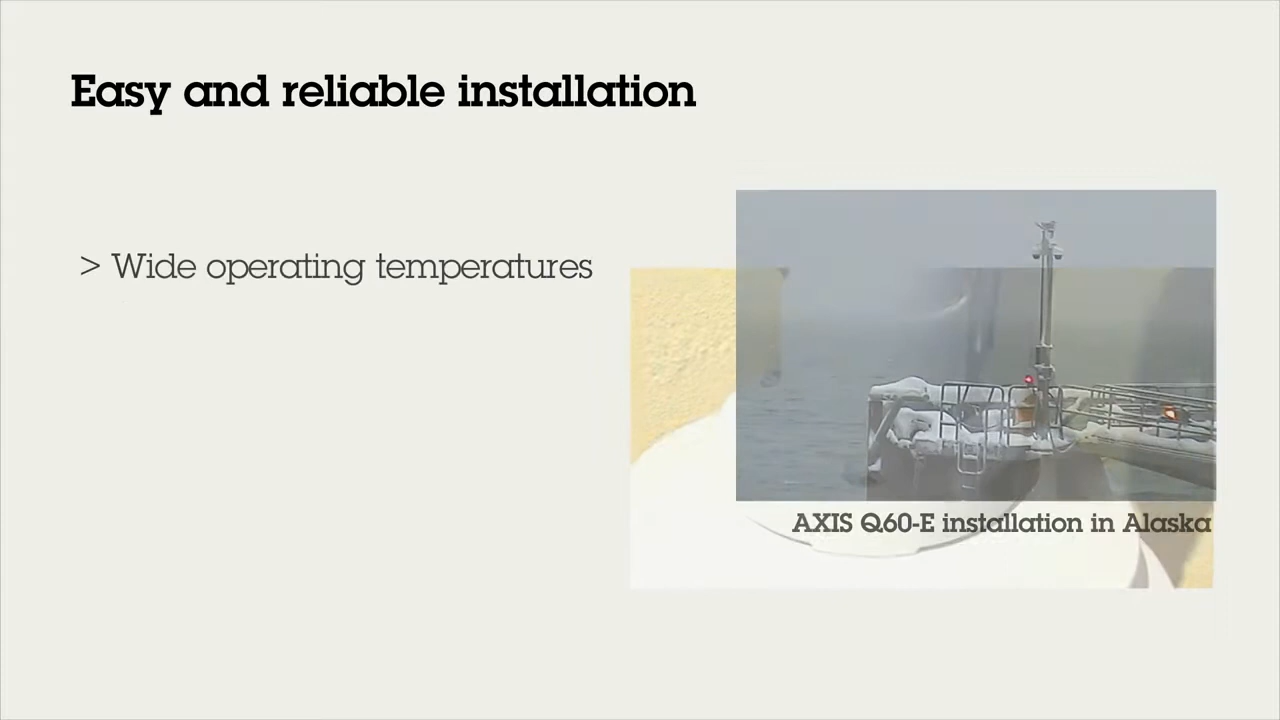 Easy and reliable installation
> Wide operating temperatures
AXIS Q60-E installation in Alaska